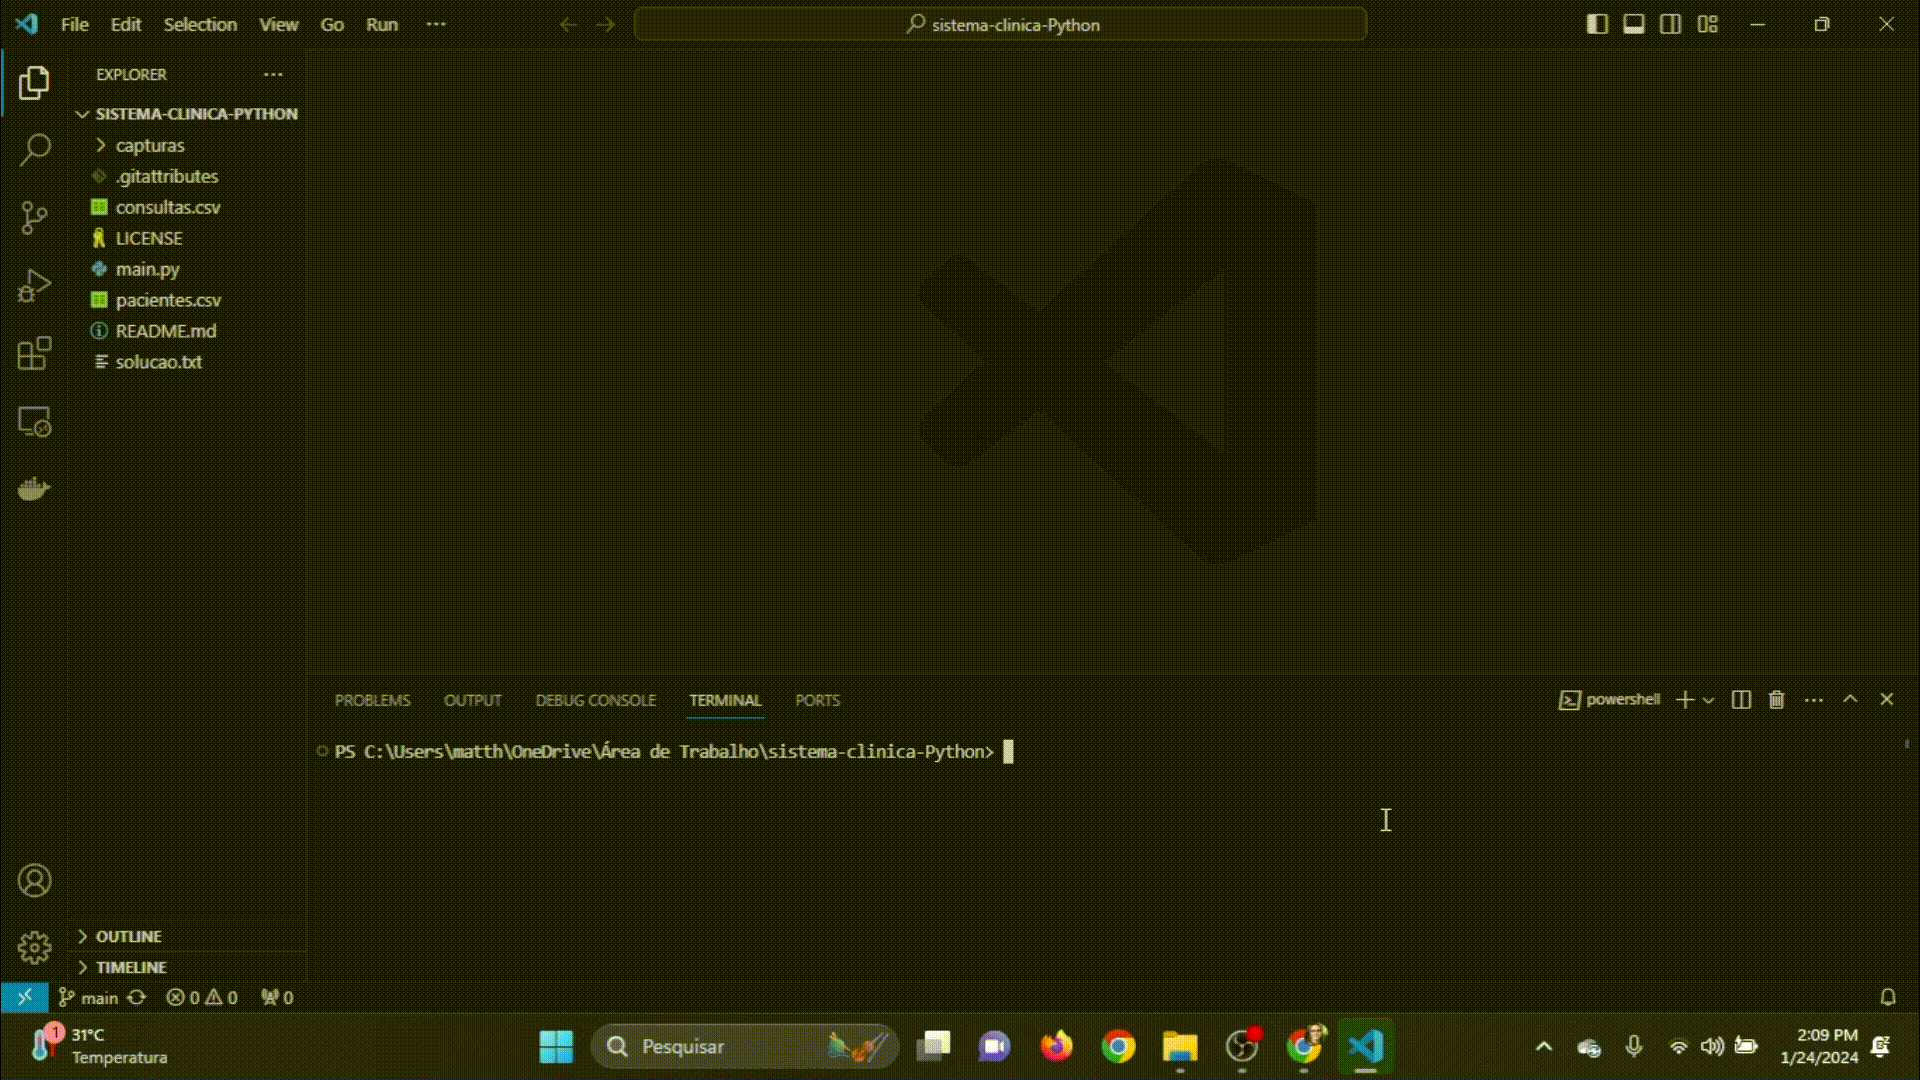 File Edit Selection View Go Run ···
sistema-clinica-Python
EXPLORER
SISTEMA-CLINICA-PYTHON
capturas
.gitattributes
consultas.csv
LICENSE
main.py
pacientes.csv
README.md
solucao.txt
PROBLEMS OUTPUT DEBUG CONSOLE TERMINAL PORTS
powershell
PS C:\Users\matth\OneDrive\Área de Trabalho\sistema-clinica-Python>
OUTLINE
TIMELINE
main 0 0 0
1
31°C
Temperatura
Pesquisar
2:09 PM
1/24/2024